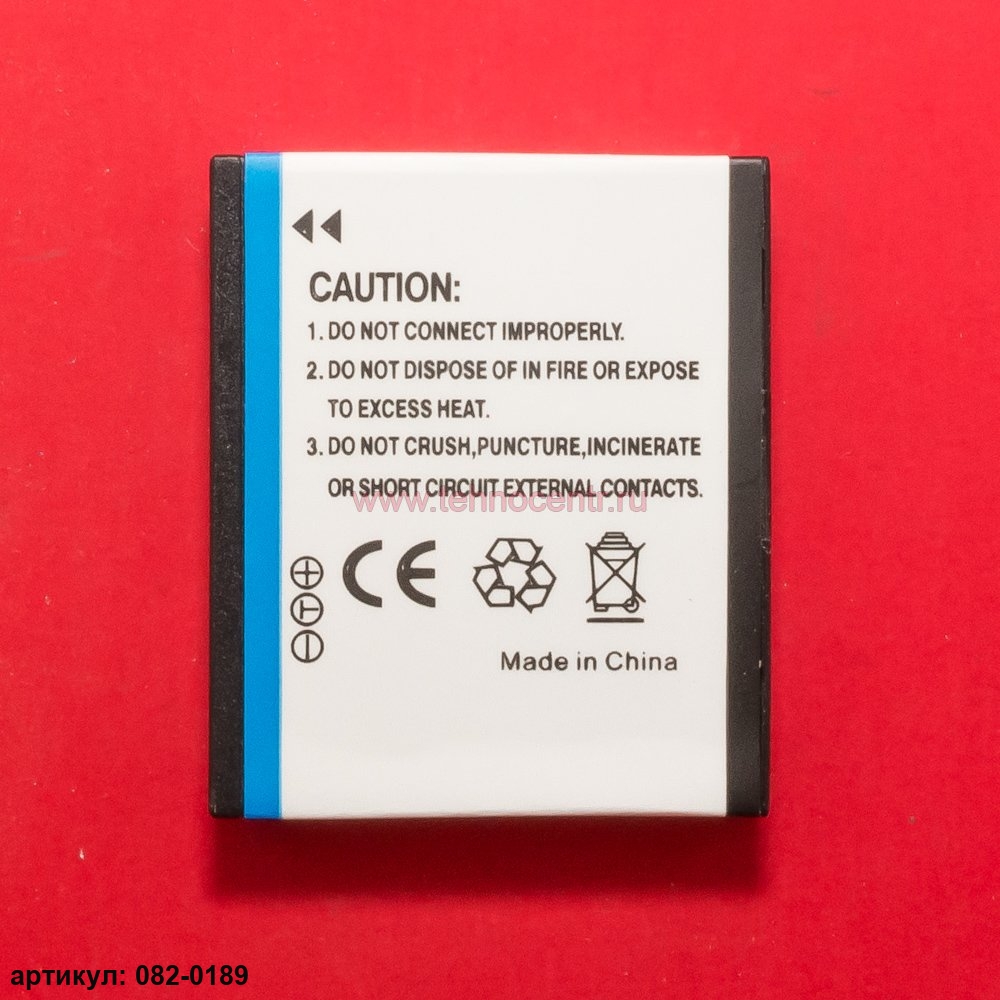 CAUTION:
1. DO NOT CONNECT IMPROPERLY.
2. DO NOT DISPOSE OF IN FIRE OR EXPOSE
TO EXCESS HEAT.
3. DO NOT CRUSH,PUNCTURE,INCINERATE
OR SHORT CIRCUIT EXTERNAL CONTACTS.
www.tehnocentr.ru
+
T
−
CE
Made in China
артикул: 082-0189